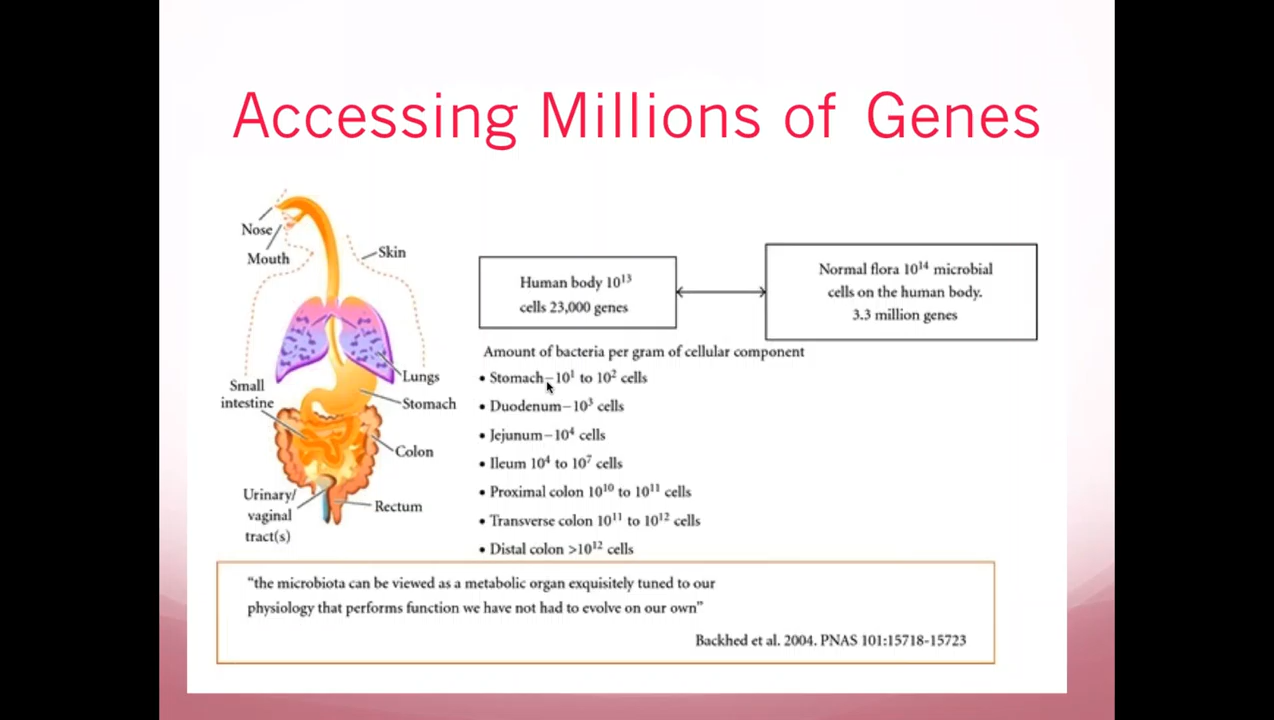 Accessing Millions of Genes
Nose
Mouth
Skin
Lungs
Small
intestine
Stomach
Colon
Urinary/
vaginal
tract(s)
Rectum
Human body 10¹³
cells 23,000 genes
Normal flora 10¹⁴ microbial
cells on the human body.
3.3 million genes
Amount of bacteria per gram of cellular component
• Stomach–10¹ to 10² cells
• Duodenum–10³ cells
• Jejunum–10⁴ cells
• Ileum 10⁴ to 10⁷ cells
• Proximal colon 10¹⁰ to 10¹¹ cells
• Transverse colon 10¹¹ to 10¹² cells
• Distal colon >10¹² cells
"the microbiota can be viewed as a metabolic organ exquisitely tuned to our
physiology that performs function we have not had to evolve on our own"
Backhed et al. 2004. PNAS 101:15718-15723